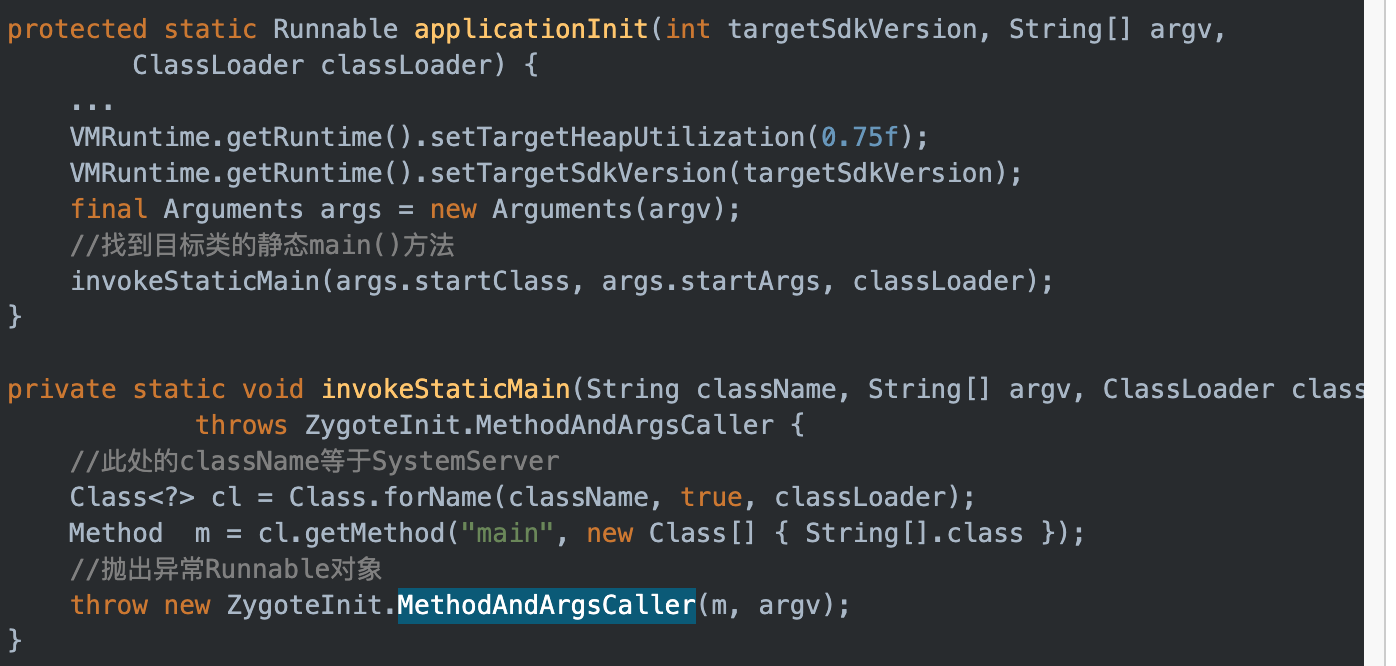 protected static Runnable applicationInit(int targetSdkVersion, String[] argv,
ClassLoader classLoader) {
...
VMRuntime.getRuntime().setTargetHeapUtilization(0.75f);
VMRuntime.getRuntime().setTargetSdkVersion(targetSdkVersion);
final Arguments args = new Arguments(argv);
//找到目标类的静态main()方法
invokeStaticMain(args.startClass, args.startArgs, classLoader);
}
private static void invokeStaticMain(String className, String[] argv, ClassLoader class
throws ZygoteInit.MethodAndArgsCaller {
//此处的className等于SystemServer
Class<?> cl = Class.forName(className, true, classLoader);
Method  m = cl.getMethod("main", new Class[] { String[].class });
//抛出异常Runnable对象
throw new ZygoteInit.MethodAndArgsCaller(m, argv);
}